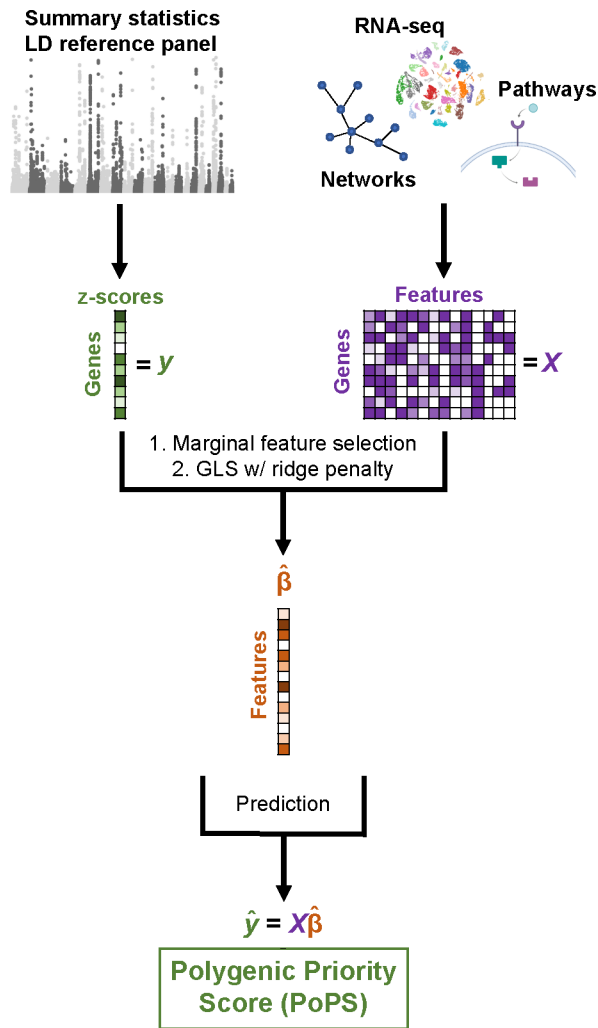 Summary statistics
LD reference panel
RNA-seq
Pathways
Networks
z-scores
Genes
= y
Features
Genes
= X
1. Marginal feature selection
2. GLS w/ ridge penalty
β̂
Features
Prediction
ŷ = Xβ̂
Polygenic Priority
Score (PoPS)